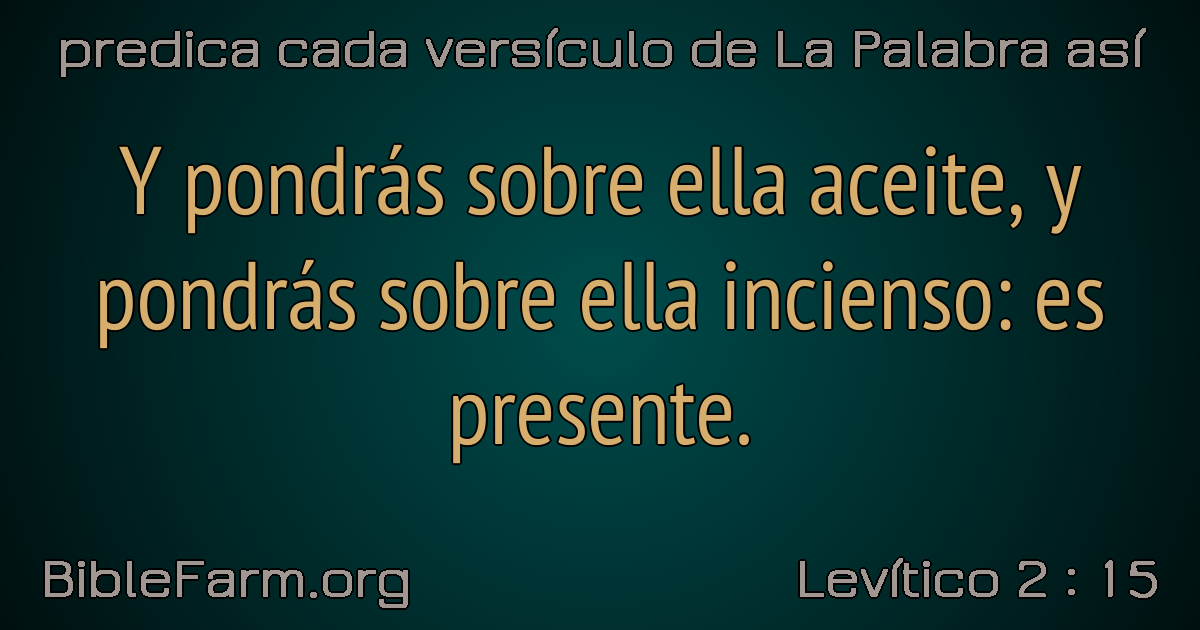 predica cada versículo de La Palabra así
Y pondrás sobre ella aceite, y
pondrás sobre ella incienso: es
presente.
BibleFarm.org
Levítico 2 : 15